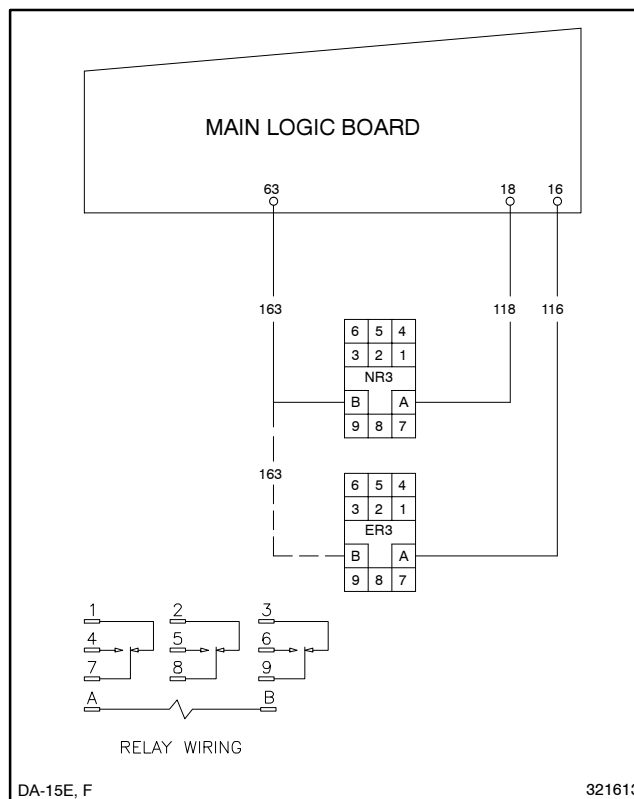 MAIN LOGIC BOARD
63 18 16
163 118 116
6 5 4
3 2 1
NR3
B A
9 8 7
163
6 5 4
3 2 1
ER3
B A
9 8 7
1 2 3
4 5 6
7 8 9
A B
RELAY WIRING
DA-15E, F 321613